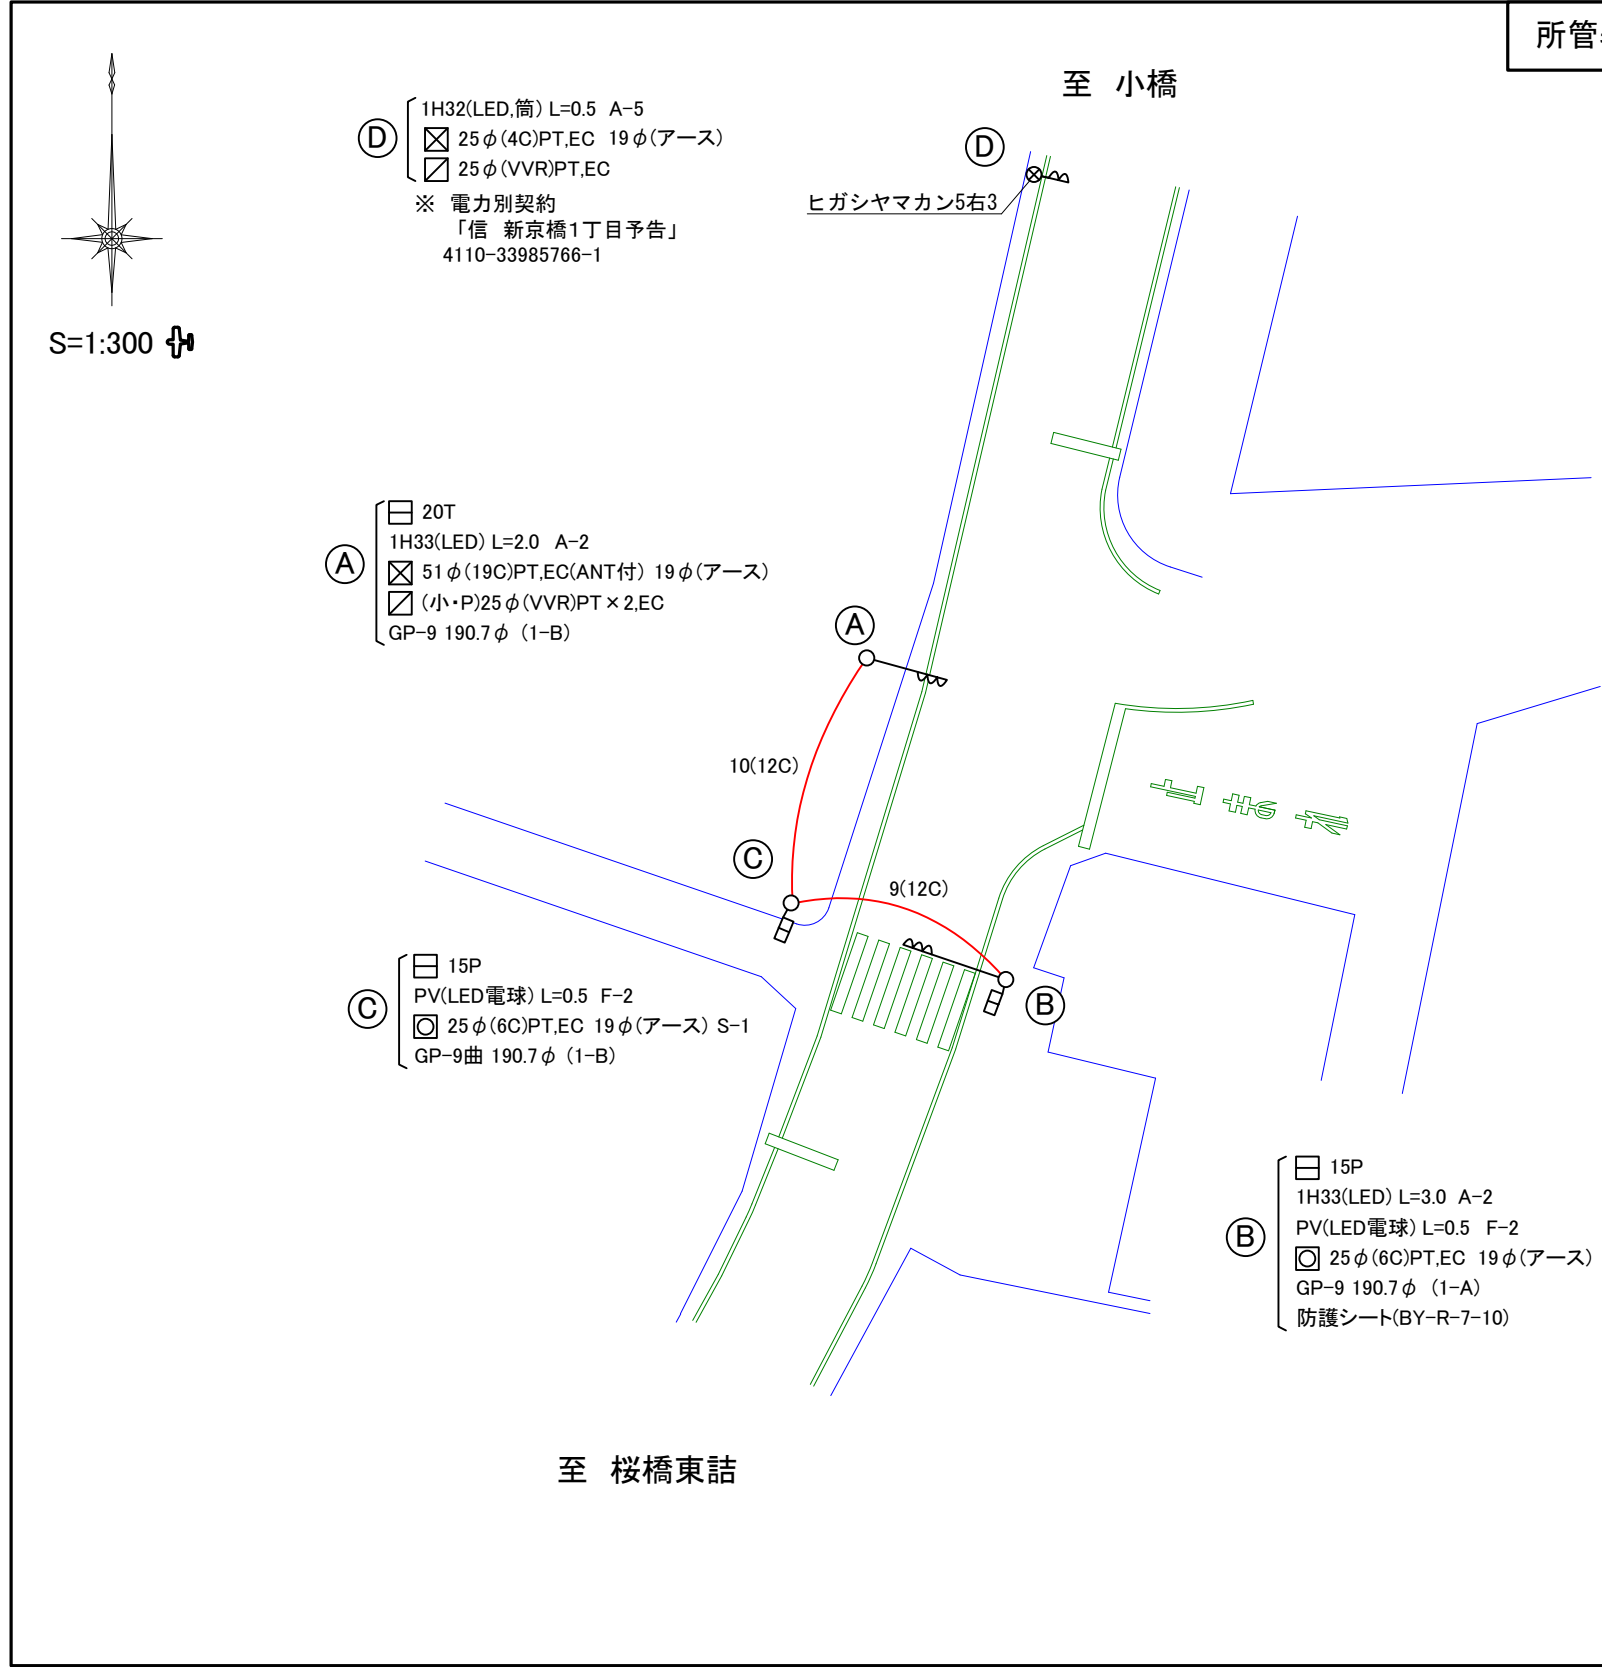 所管
至 小橋
D
1H32(LED,筒) L=0.5 A-5
25φ(4C)PT,EC 19φ(アース)
25φ(VVR)PT,EC
※ 電力別契約
「信 新京橋1丁目予告」
4110-33985766-1
D
ヒガシヤマカン5右3
S=1:300
A
20T
1H33(LED) L=2.0 A-2
51φ(19C)PT,EC(ANT付) 19φ(アース)
(小・P)25φ(VVR)PT×2,EC
GP-9 190.7φ (1-B)
A
10(12C)
C
9(12C)
B
C
15P
PV(LED電球) L=0.5 F-2
25φ(6C)PT,EC 19φ(アース) S-1
GP-9曲 190.7φ (1-B)
B
15P
1H33(LED) L=3.0 A-2
PV(LED電球) L=0.5 F-2
25φ(6C)PT,EC 19φ(アース)
GP-9 190.7φ (1-A)
防護シート(BY-R-7-10)
至 桜橋東詰